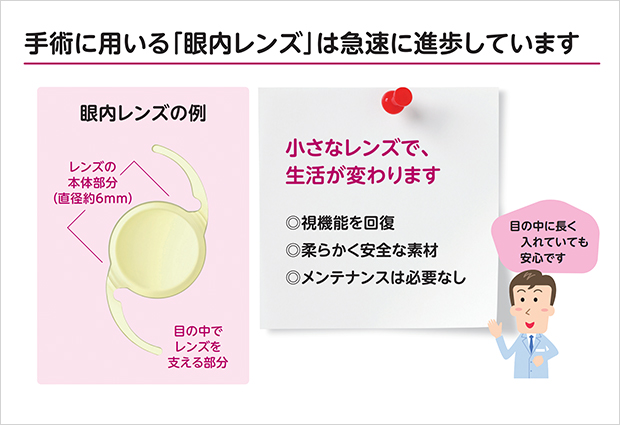 手術に用いる「眼内レンズ」は急速に進歩しています
眼内レンズの例
レンズの
本体部分
(直径約6mm)
目の中で
レンズを
支える部分
小さなレンズで、
生活が変わります
◎視機能を回復
◎柔らかく安全な素材
◎メンテナンスは必要なし
目の中に長く
入れていても
安心です